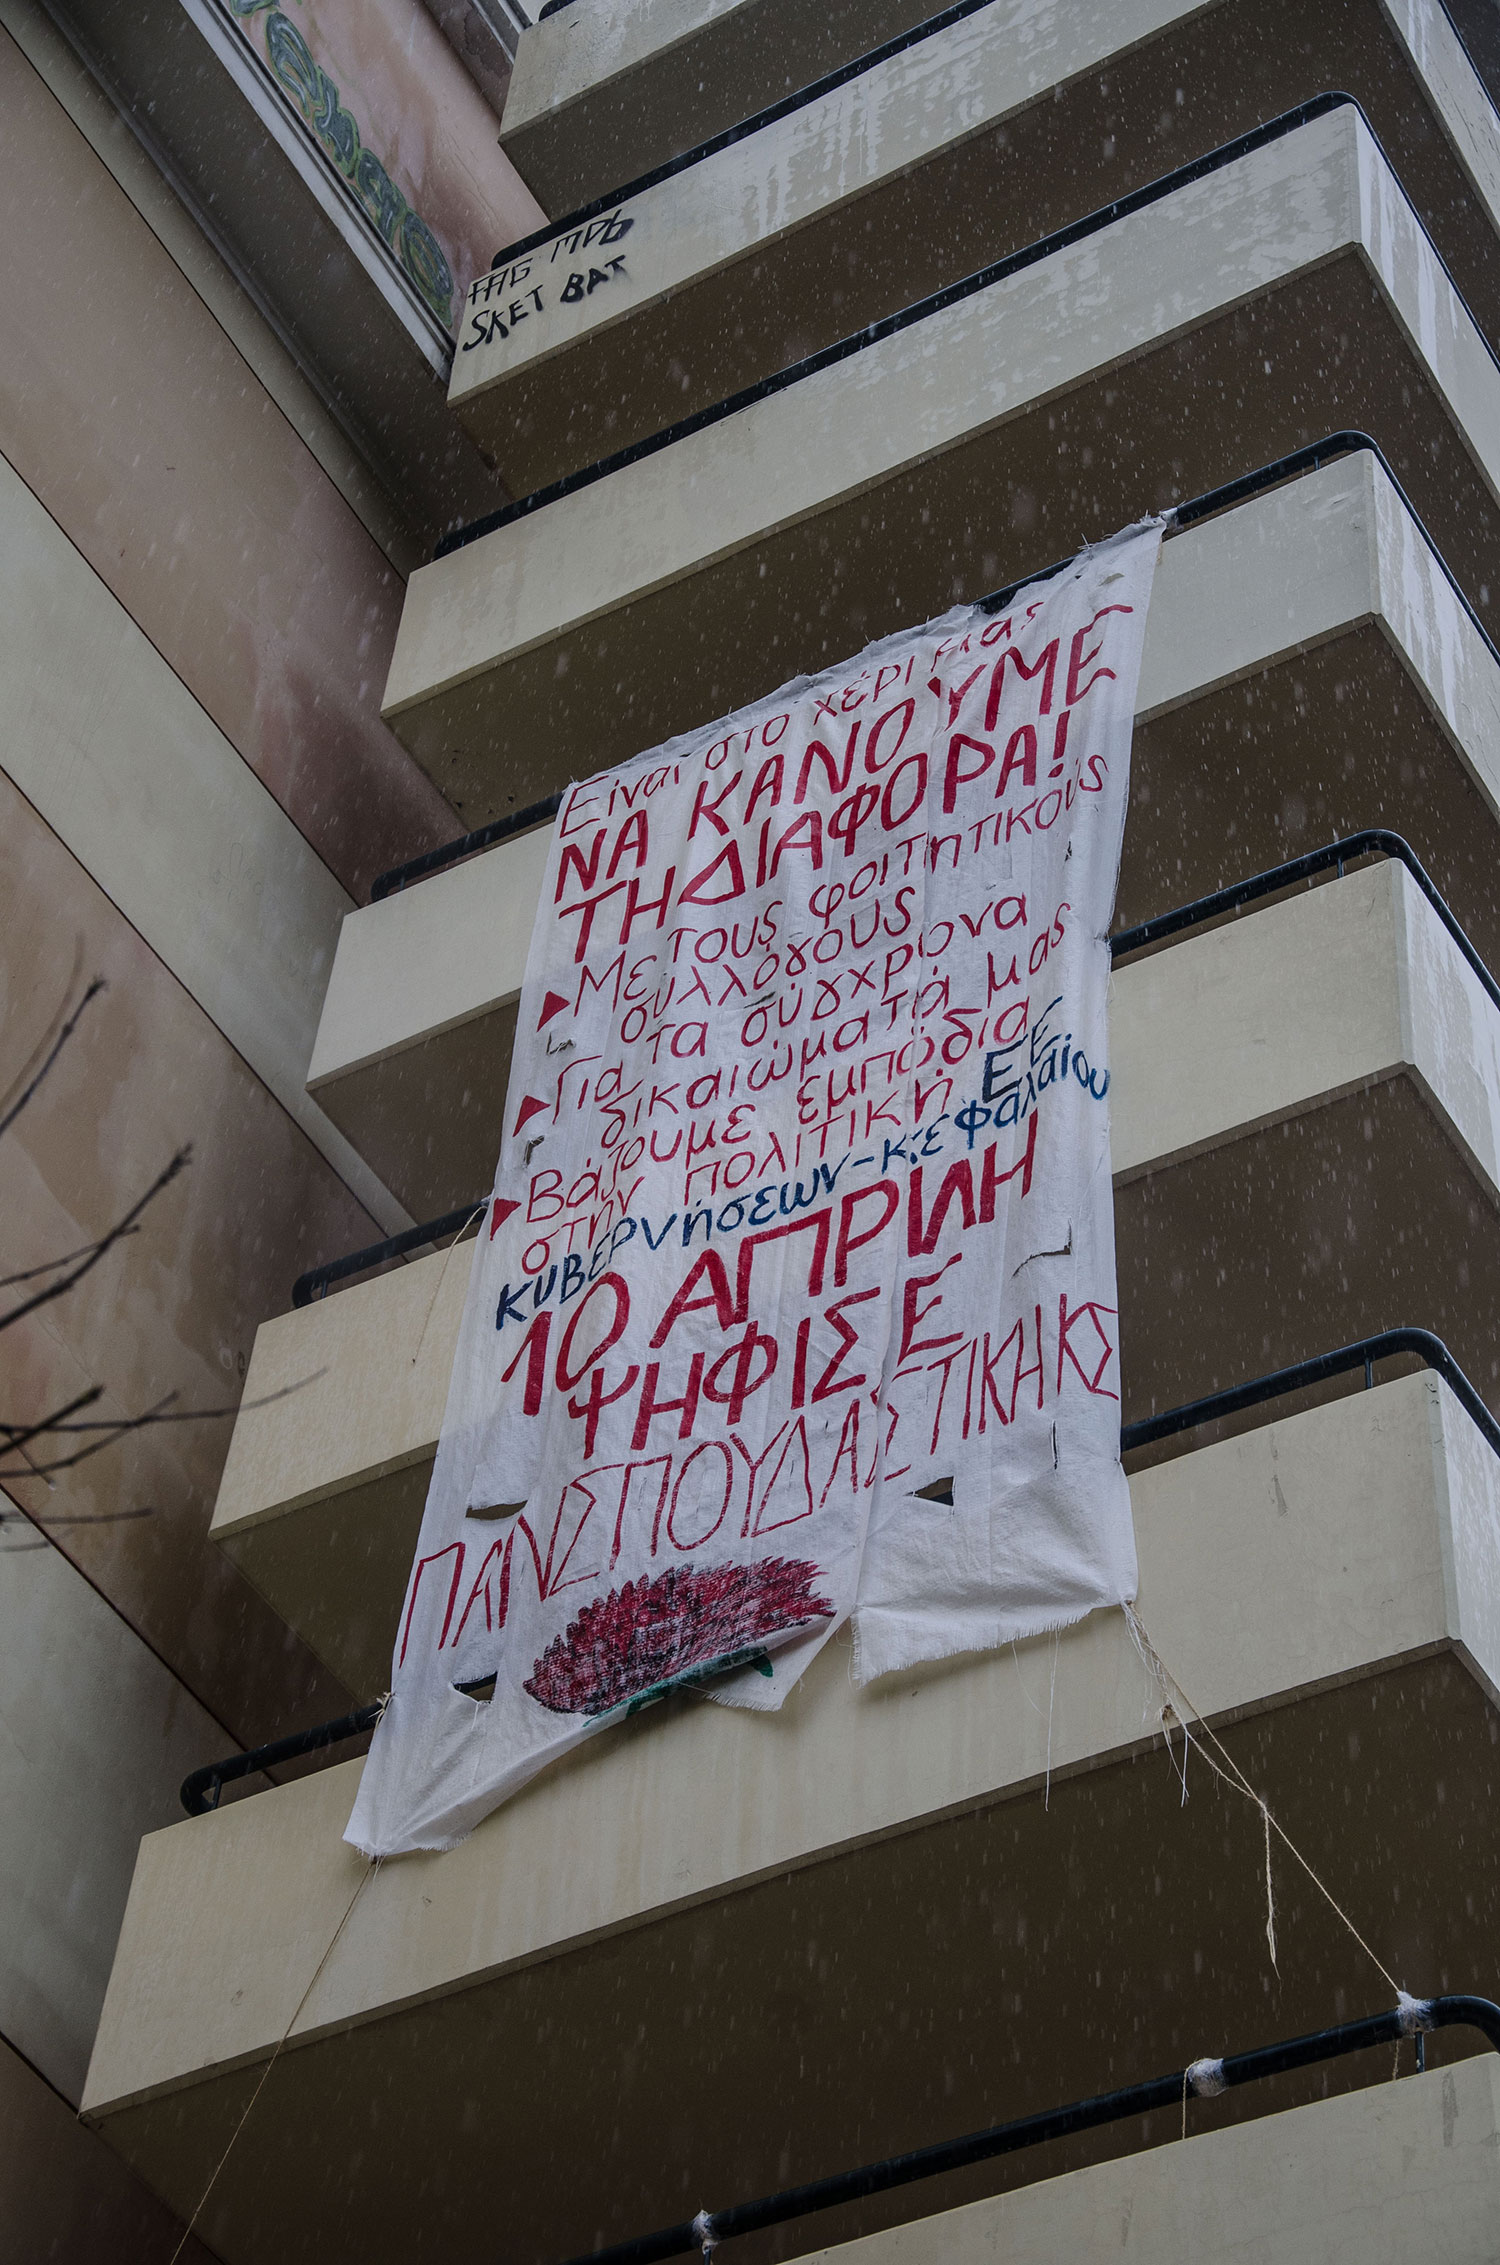 FAG MDb
SKET BAT
Είναι στο χέρι μας
ΝΑ ΚΑΝΟΥΜΕ
ΤΗ ΔΙΑΦΟΡΑ!
Με τους φοιτητικούς
συλλόγους
Για τα σύγχρονα
δικαιώματά μας
Βάζουμε εμπόδια
στην πολιτική ΕΕ
κυβερνήσεων-κεφαλαίου
10 ΑΠΡΙΛΗ
ΨΗΦΙΣΕ
ΠΑΝΣΠΟΥΔΑΣΤΙΚΗ ΚΣ